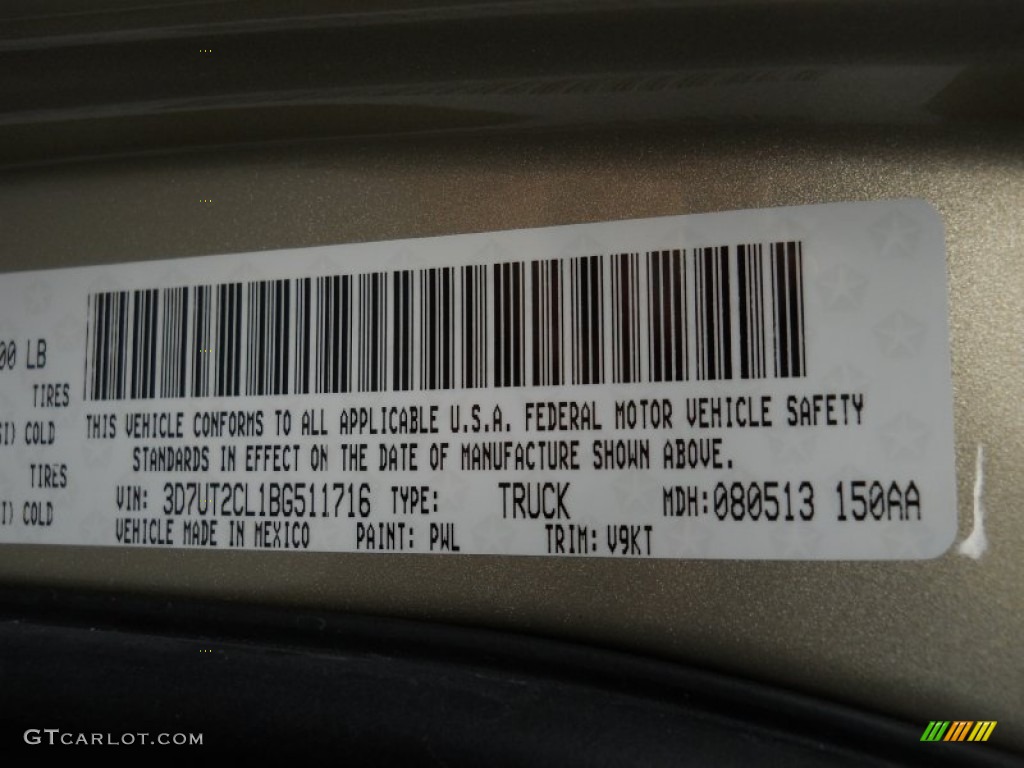 00 LB
TIRES
SI) COLD
TIRES
I) COLD
THIS VEHICLE CONFORMS TO ALL APPLICABLE U.S.A. FEDERAL MOTOR VEHICLE SAFETY
STANDARDS IN EFFECT ON THE DATE OF MANUFACTURE SHOWN ABOVE.
VIN: 3D7UT2CL1BG511716 TYPE: TRUCK MDH: 080513 150AA
VEHICLE MADE IN MEXICO PAINT: PWL TRIM: V9KT
GTCARLOT.COM